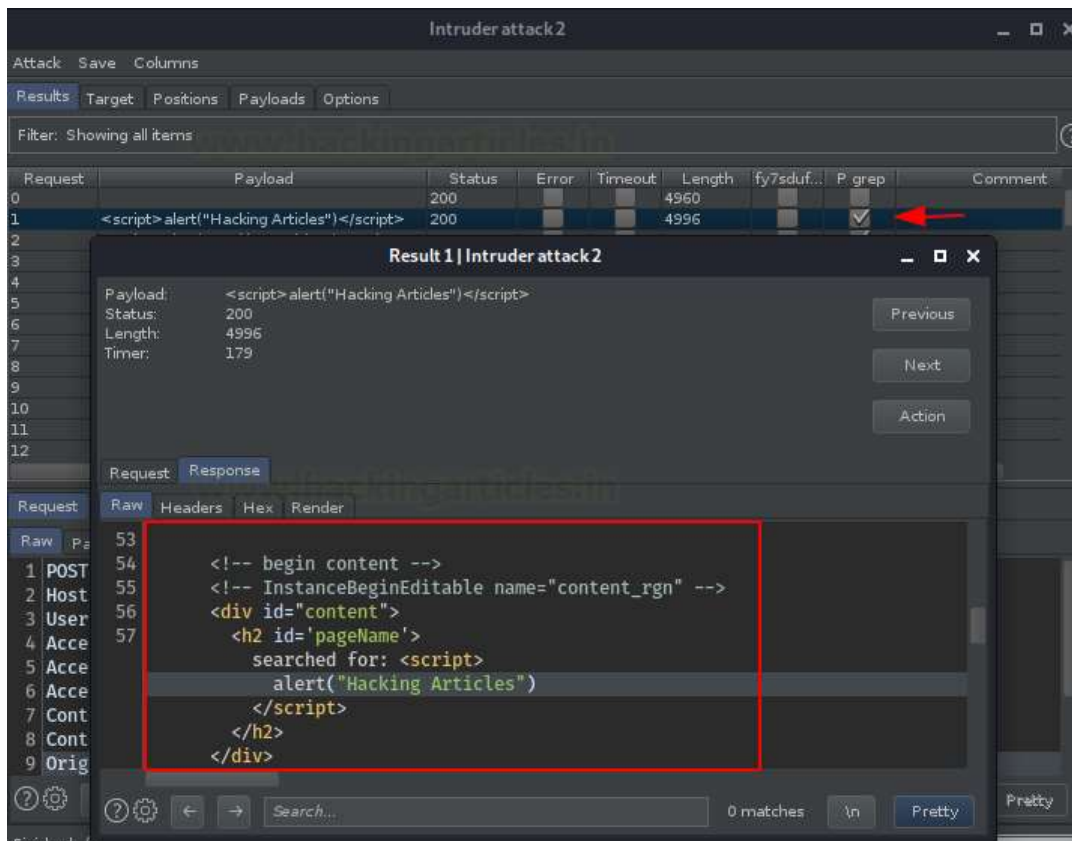 Intruder attack2
Attack Save Columns
Results Target Positions Payloads Options
Filter: Showing all items
www.hackingarticles.in
Request Payload Status Error Timeout Length fy7sduf... P grep Comment
0 200 4960
1 <script>alert("Hacking Articles")</script> 200 4996
2
3
4
5
6
7
8
9
10
11
12
Result 1 | Intruder attack2
Payload: <script>alert("Hacking Articles")</script>
Status: 200
Length: 4996
Timer: 179
Previous
Next
Action
Request Response
Raw Headers Hex Render
53
54 <!-- begin content -->
55 <!-- InstanceBeginEditable name="content_rgn" -->
56 <div id="content">
57 <h2 id='pageName'>
searched for: <script>
alert("Hacking Articles")
</script>
</h2>
</div>
Search... 0 matches \n Pretty
Request
Raw Pa
1 POST
2 Host
3 User
4 Acce
5 Acce
6 Acce
7 Cont
8 Cont
9 Orig
Pretty